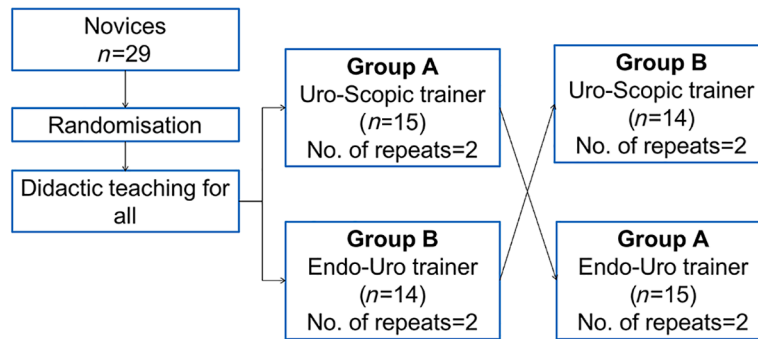 Novices
n=29
Randomisation
Didactic teaching for
all
Group A
Uro-Scopic trainer
(n=15)
No. of repeats=2
Group B
Endo-Uro trainer
(n=14)
No. of repeats=2
Group B
Uro-Scopic trainer
(n=14)
No. of repeats=2
Group A
Endo-Uro trainer
(n=15)
No. of repeats=2